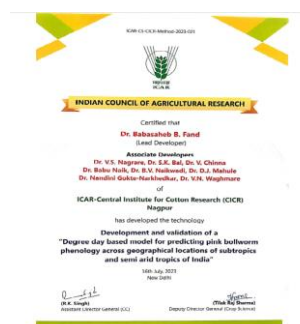 ICAR-CS-CICR-Method-2023-025
ICAR
INDIAN COUNCIL OF AGRICULTURAL RESEARCH
Certified that
Dr. Babasaheb B. Fand
(Lead Developer)
Associate Developers
Dr. V.S. Nagrare, Dr. S.K. Bal, Dr. V. Chinna
Dr. Babu Naik, Dr. B.V. Naikwadi, Dr. D.J. Mahule
Dr. Nandini Gokte-Narkhedkar, Dr. V.N. Waghmare
of
ICAR-Central Institute for Cotton Research (CICR)
Nagpur
has developed the technology
Development and validation of a
"Degree day based model for predicting pink bollworm
phenology across geographical locations of subtropics
and semi arid tropics of India"
16th July, 2023
New Delhi
(R.K. Singh)
Assistant Director General (CC)
(Tilak Raj Sharma)
Deputy Director General (Crop Science)